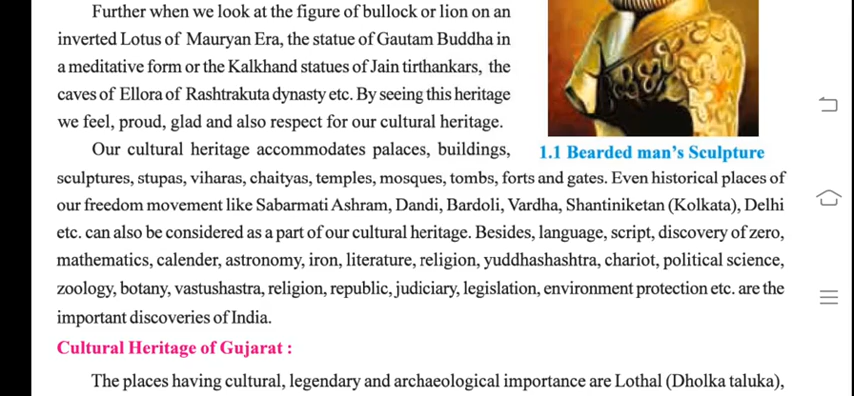 Further when we look at the figure of bullock or lion on an
inverted Lotus of Mauryan Era, the statue of Gautam Buddha in
a meditative form or the Kalkhand statues of Jain tirthankars, the
caves of Ellora of Rashtrakuta dynasty etc. By seeing this heritage
we feel, proud, glad and also respect for our cultural heritage.
Our cultural heritage accommodates palaces, buildings,
1.1 Bearded man's Sculpture
sculptures, stupas, viharas, chaityas, temples, mosques, tombs, forts and gates. Even historical places of
our freedom movement like Sabarmati Ashram, Dandi, Bardoli, Vardha, Shantiniketan (Kolkata), Delhi
etc. can also be considered as a part of our cultural heritage. Besides, language, script, discovery of zero,
mathematics, calender, astronomy, iron, literature, religion, yuddhashashtra, chariot, political science,
zoology, botany, vastushastra, religion, republic, judiciary, legislation, environment protection etc. are the
important discoveries of India.
Cultural Heritage of Gujarat :
The places having cultural, legendary and archaeological importance are Lothal (Dholka taluka),